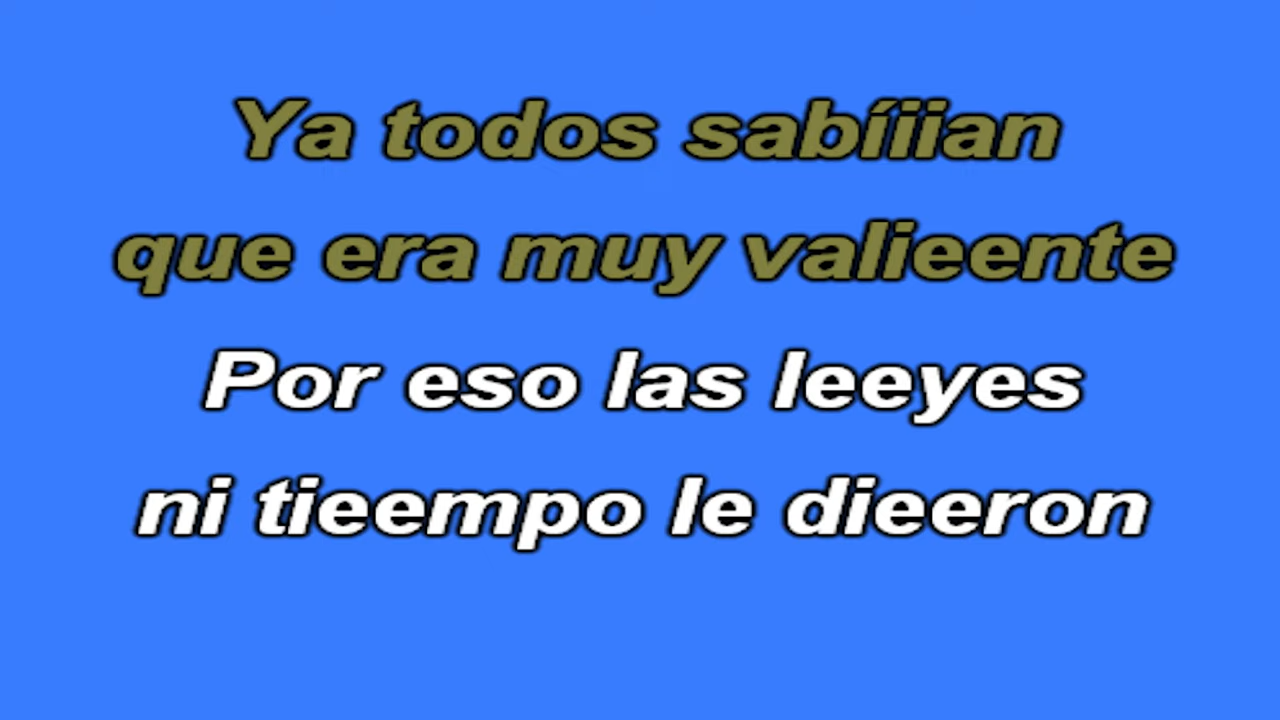 Ya todos sabíiian
que era muy valieente
Por eso las leeyes
ni tieempo le dieeron